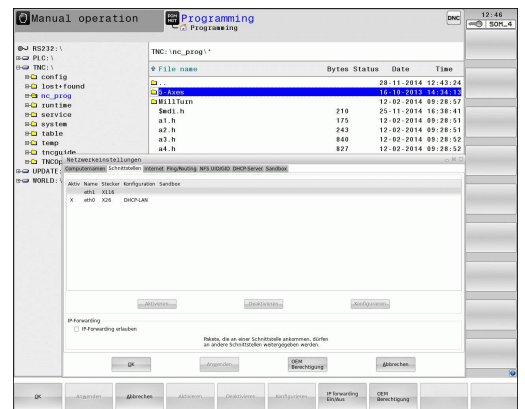 Manual operation
Programming
Programming
DNC
12:46
SOM_4
RS232:\
PLC:\
TNC:\
config
lost+found
nc_prog
runtime
service
system
table
temp
tncguide
TNCOp
UPDATE:
WORLD:\
TNC:\nc_prog\*
File name Bytes Status Date Time
.. 28-11-2014 12:43:24
5-Axes 16-10-2013 14:34:13
MillTurn 12-02-2014 09:28:57
$mdi.h 210 25-11-2014 16:38:41
a1.h 175 12-02-2014 09:28:51
a2.h 243 12-02-2014 09:28:51
a3.h 840 12-02-2014 09:28:52
a4.h 827 12-02-2014 09:28:52
Netzwerkeinstellungen
Computernamen Schnittstellen Internet Ping/Routing NFS UID/GID DHCP-Server Sandbox
Aktiv Name Stecker Konfiguration Sandbox
eth1 X116
X eth0 X26 DHCP-LAN
Aktivieren Deaktivieren Konfigurieren
IP-Forwarding
IP-Forwarding erlauben
Pakete, die an einer Schnittstelle ankommen, dürfen
an andere Schnittstellen weitergegeben werden.
OK Anwenden OEM Berechtigung Abbrechen
OK Anwenden Abbrechen Aktivieren Deaktivieren Konfigurieren IP forwarding Ein/Aus OEM Berechtigung